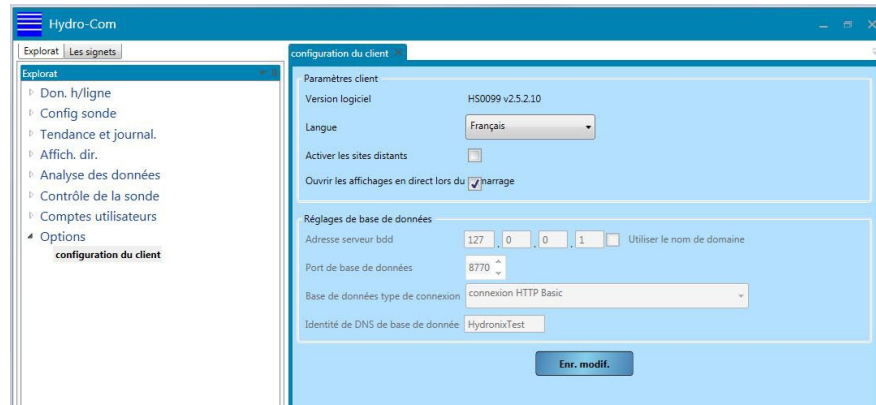 Hydro-Com
Explorat Les signets
Explorat
Don. h/ligne
Config sonde
Tendance et journal.
Affich. dir.
Analyse des données
Contrôle de la sonde
Comptes utilisateurs
Options
configuration du client
configuration du client
Paramètres client
Version logiciel HS0099 v2.5.2.10
Langue Français
Activer les sites distants
Ouvrir les affichages en direct lors du marrage
Réglages de base de données
Adresse serveur bdd 127 . 0 . 0 . 1 Utiliser le nom de domaine
Port de base de données 8770
Base de données type de connexion connexion HTTP Basic
Identité de DNS de base de donnée HydronixTest
Enr. modif.